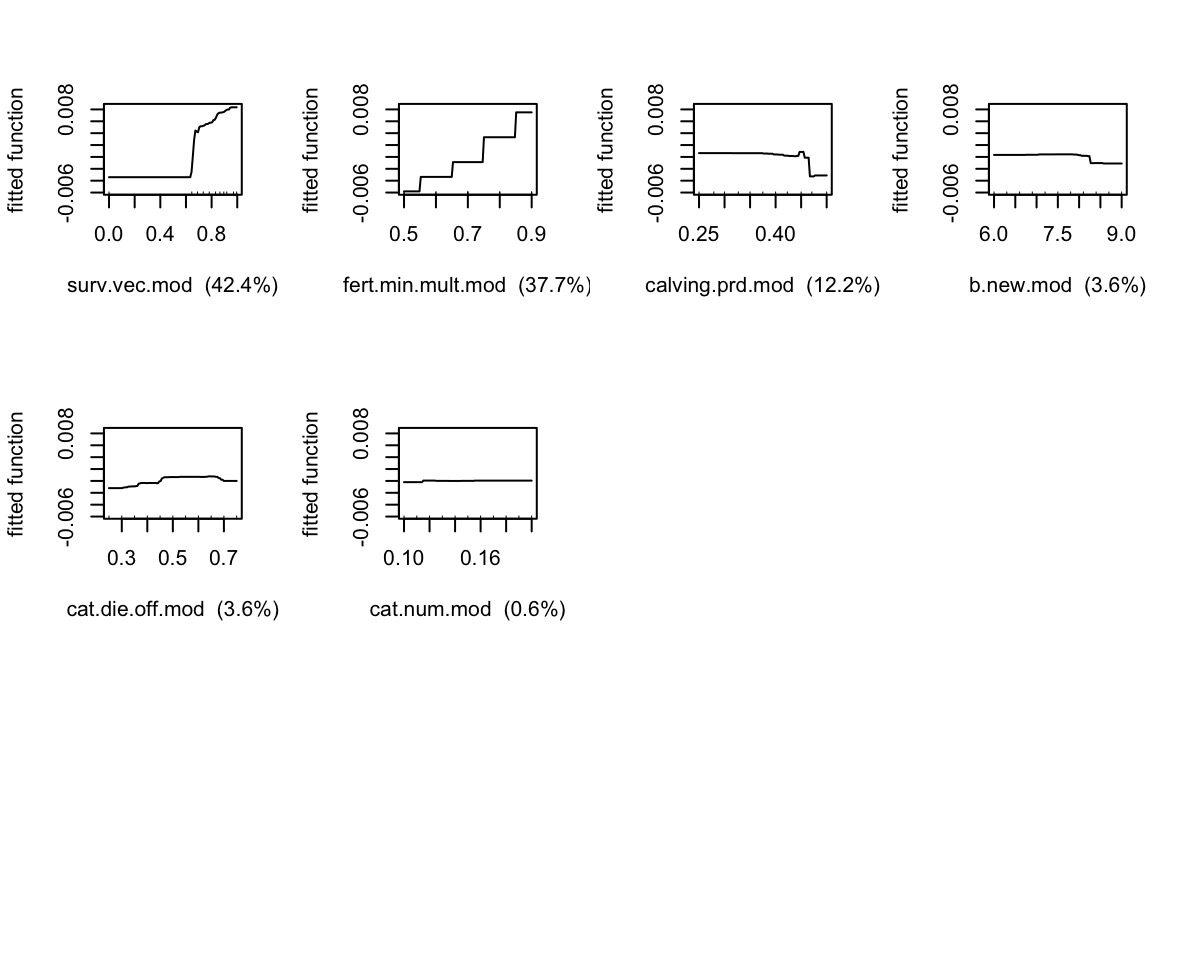 fitted function
0.008
-0.006
0.0 0.4 0.8
surv.vec.mod (42.4%)
fitted function
0.008
-0.006
0.5 0.7 0.9
fert.min.mult.mod (37.7%)
fitted function
0.008
-0.006
0.25 0.40
calving.prd.mod (12.2%)
fitted function
0.008
-0.006
6.0 7.5 9.0
b.new.mod (3.6%)
fitted function
0.008
-0.006
0.3 0.5 0.7
cat.die.off.mod (3.6%)
fitted function
0.008
-0.006
0.10 0.16
cat.num.mod (0.6%)